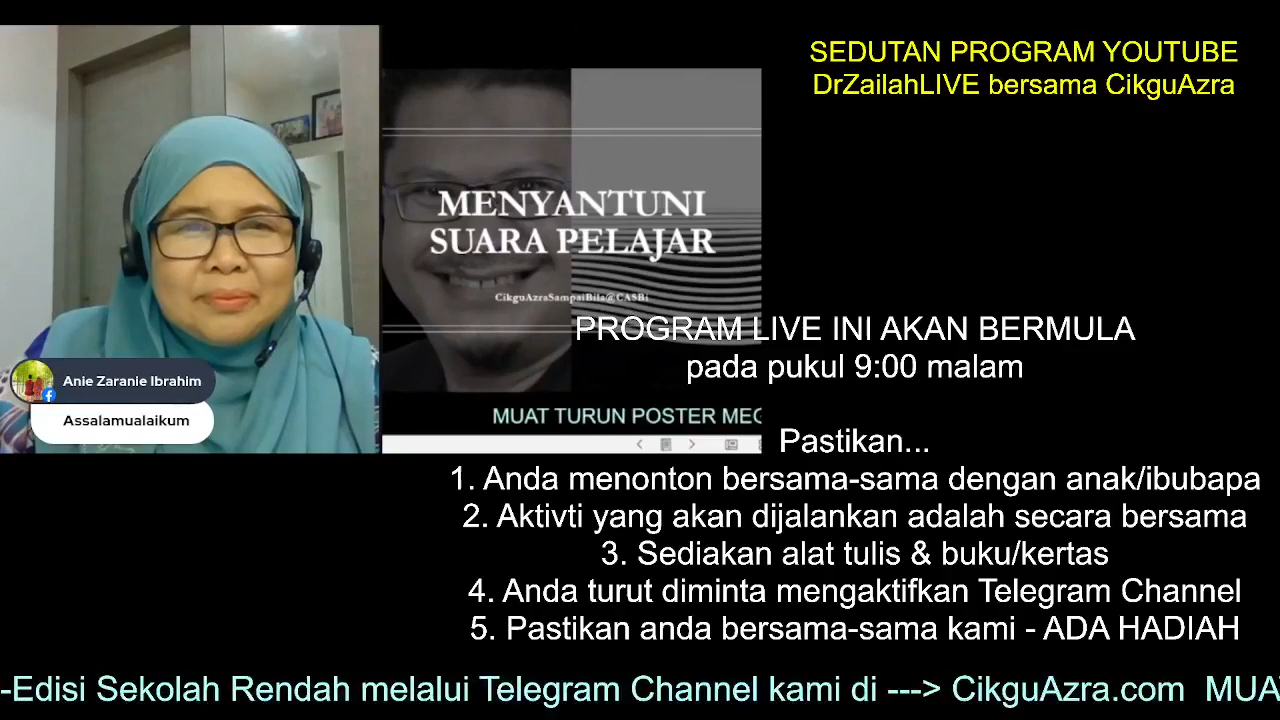 SEDUTAN PROGRAM YOUTUBE
DrZailahLIVE bersama CikguAzra
MENYANTUNI
SUARA PELAJAR
CikguAzraSampaiBila@CASBi
PROGRAM LIVE INI AKAN BERMULA
pada pukul 9:00 malam
Anie Zaranie Ibrahim
Assalamualaikum
MUAT TURUN POSTER MEG
Pastikan...
1. Anda menonton bersama-sama dengan anak/ibubapa
2. Aktivti yang akan dijalankan adalah secara bersama
3. Sediakan alat tulis & buku/kertas
4. Anda turut diminta mengaktifkan Telegram Channel
5. Pastikan anda bersama-sama kami - ADA HADIAH
-Edisi Sekolah Rendah melalui Telegram Channel kami di ---> CikguAzra.com MUA